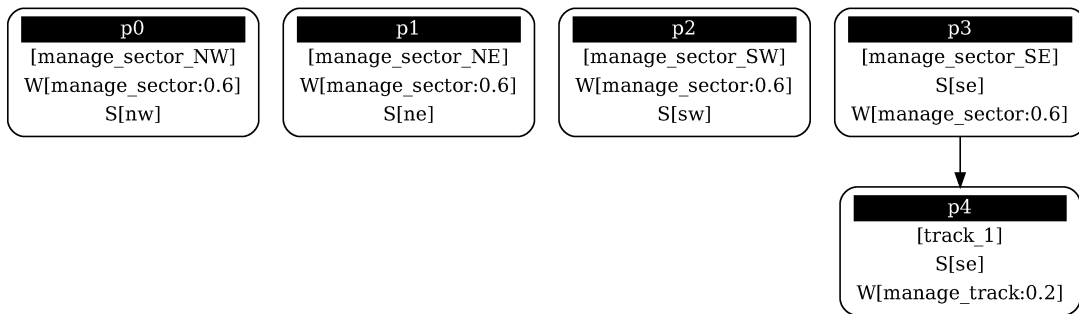 p0
[manage_sector_NW]
W[manage_sector:0.6]
S[nw]
p1
[manage_sector_NE]
W[manage_sector:0.6]
S[ne]
p2
[manage_sector_SW]
W[manage_sector:0.6]
S[sw]
p3
[manage_sector_SE]
S[se]
W[manage_sector:0.6]
p4
[track_1]
S[se]
W[manage_track:0.2]